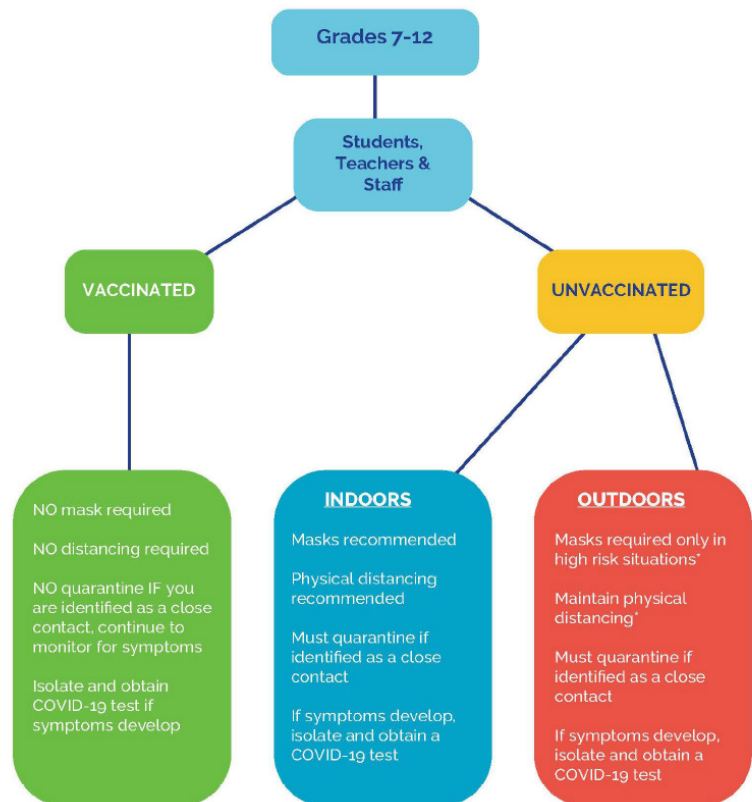 Grades 7-12
Students,
Teachers &
Staff
VACCINATED
UNVACCINATED
NO mask required
NO distancing required
NO quarantine IF you
are identified as a close
contact, continue to
monitor for symptoms
Isolate and obtain
COVID-19 test if
symptoms develop
INDOORS
Masks recommended
Physical distancing
recommended
Must quarantine if
identified as a close
contact
If symptoms develop,
isolate and obtain a
COVID-19 test
OUTDOORS
Masks required only in
high risk situations*
Maintain physical
distancing*
Must quarantine if
identified as a close
contact
If symptoms develop,
isolate and obtain a
COVID-19 test